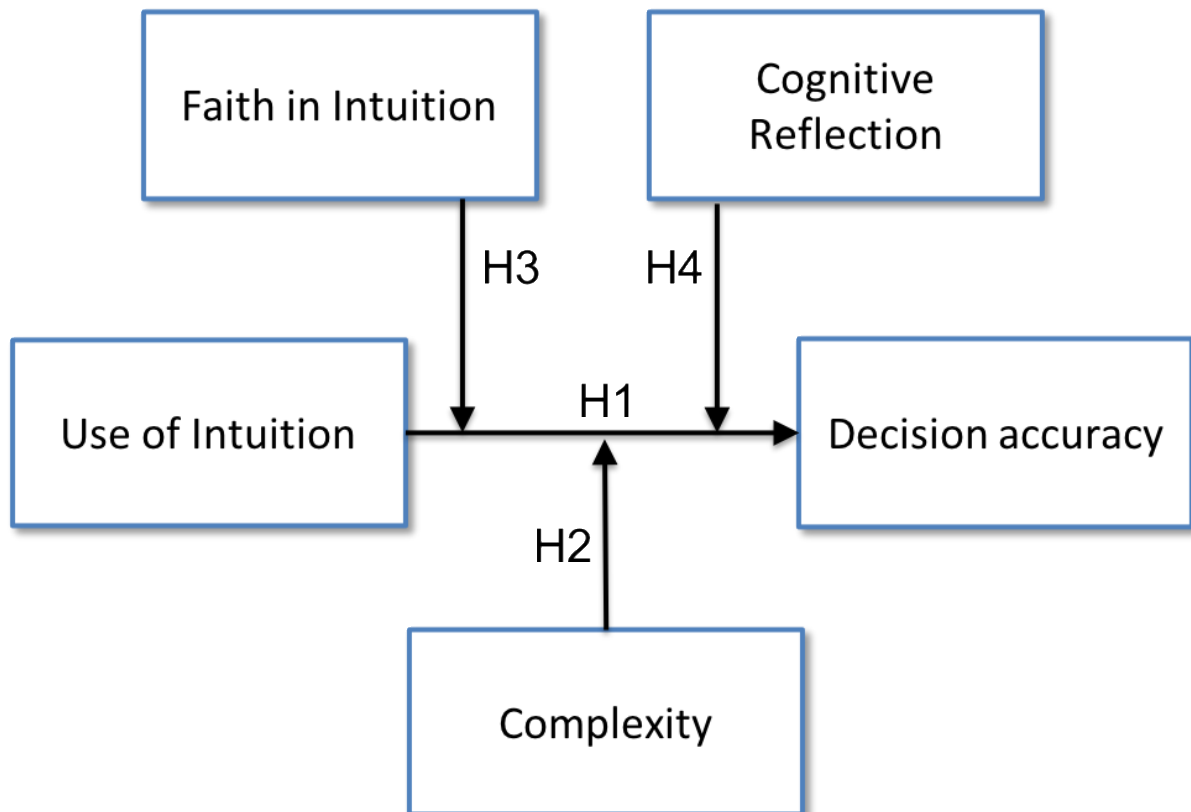 Faith in Intuition
Cognitive
Reflection
H3
H4
Use of Intuition
H1
Decision accuracy
H2
Complexity